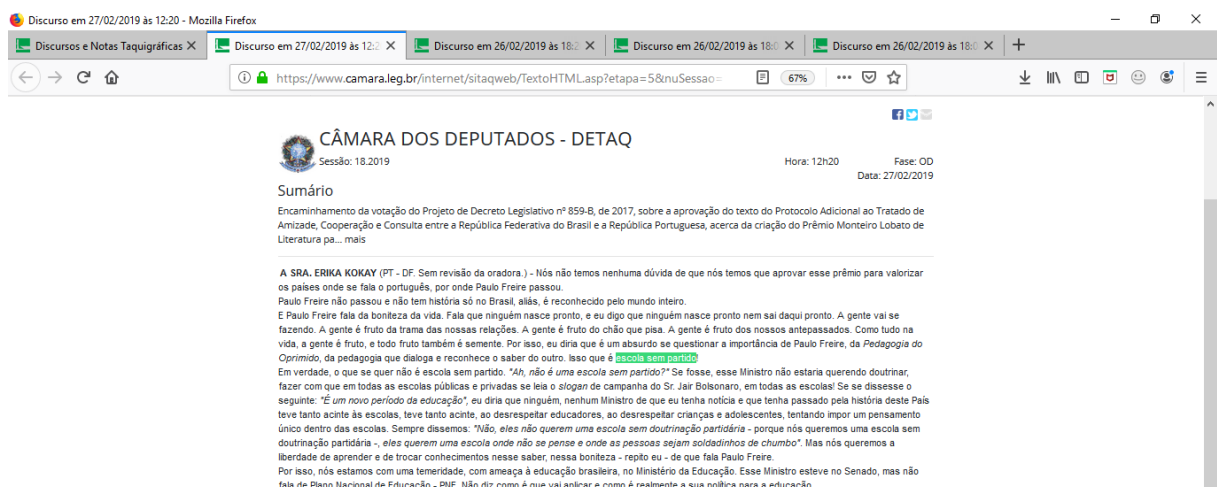 Discurso em 27/02/2019 às 12:20 - Mozilla Firefox
Discursos e Notas Taquigráficas
Discurso em 27/02/2019 às 12:2
Discurso em 26/02/2019 às 18:2
Discurso em 26/02/2019 às 18:0
Discurso em 26/02/2019 às 18:0
https://www.camara.leg.br/internet/sitaqweb/TextoHTML.asp?etapa=5&nuSessao=
67%
CÂMARA DOS DEPUTADOS - DETAQ
Sessão: 18.2019 Hora: 12h20 Fase: OD
Data: 27/02/2019
Sumário
Encaminhamento da votação do Projeto de Decreto Legislativo nº 859-B, de 2017, sobre a aprovação do texto do Protocolo Adicional ao Tratado de
Amizade, Cooperação e Consulta entre a República Federativa do Brasil e a República Portuguesa, acerca da criação do Prêmio Monteiro Lobato de
Literatura pa... mais
A SRA. ERIKA KOKAY (PT - DF. Sem revisão da oradora.) - Nós não temos nenhuma dúvida de que nós temos que aprovar esse prêmio para valorizar
os países onde se fala o português, por onde Paulo Freire passou.
Paulo Freire não passou e não tem história só no Brasil, aliás, é reconhecido pelo mundo inteiro.
E Paulo Freire fala da boniteza da vida. Fala que ninguém nasce pronto, e eu digo que ninguém nasce pronto nem sai daqui pronto. A gente vai se
fazendo. A gente é fruto da trama das nossas relações. A gente é fruto do chão que pisa. A gente é fruto dos nossos antepassados. Como tudo na
vida, a gente é fruto, e todo fruto também é semente. Por isso, eu diria que é um absurdo se questionar a importância de Paulo Freire, da Pedagogia do
Oprimido, da pedagogia que dialoga e reconhece o saber do outro. Isso que é escola sem partido!
Em verdade, o que se quer não é escola sem partido. "Ah, não é uma escola sem partido?" Se fosse, esse Ministro não estaria querendo doutrinar,
fazer com que em todas as escolas públicas e privadas se leia o slogan de campanha do Sr. Jair Bolsonaro, em todas as escolas! Se se dissesse o
seguinte: "É um novo período da educação", eu diria que ninguém, nenhum Ministro de que eu tenha notícia e que tenha passado pela história deste País
teve tanto acinte às escolas, teve tanto acinte, ao desrespeitar educadores, ao desrespeitar crianças e adolescentes, tentando impor um pensamento
único dentro das escolas. Sempre dissemos: "Não, eles não querem uma escola sem doutrinação partidária - porque nós queremos uma escola sem
doutrinação partidária -, eles querem uma escola onde não se pense e onde as pessoas sejam soldadinhos de chumbo". Mas nós queremos a
liberdade de aprender e de trocar conhecimentos nesse saber, nessa boniteza - repito eu - de que fala Paulo Freire.
Por isso, nós estamos com uma temeridade, com ameaça à educação brasileira, no Ministério da Educação. Esse Ministro esteve no Senado, mas não
fala de Plano Nacional de Educação - PNE. Não diz como é que vai aplicar e como é realmente a sua política para a educação.